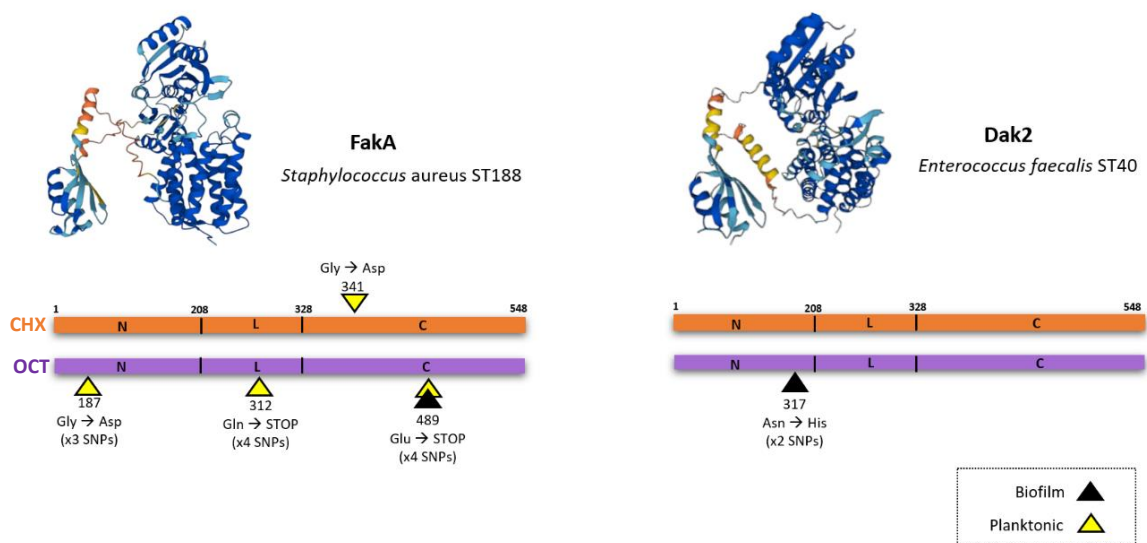 FakA
Staphylococcus aureus ST188
Dak2
Enterococcus faecalis ST40
Gly → Asp
341
1 208 328 548
CHX N L C
OCT N L C
187
Gly → Asp
(x3 SNPs)
312
Gln → STOP
(x4 SNPs)
489
Glu → STOP
(x4 SNPs)
1 208 328 548
N L C
N L C
317
Asn → His
(x2 SNPs)
Biofilm
Planktonic